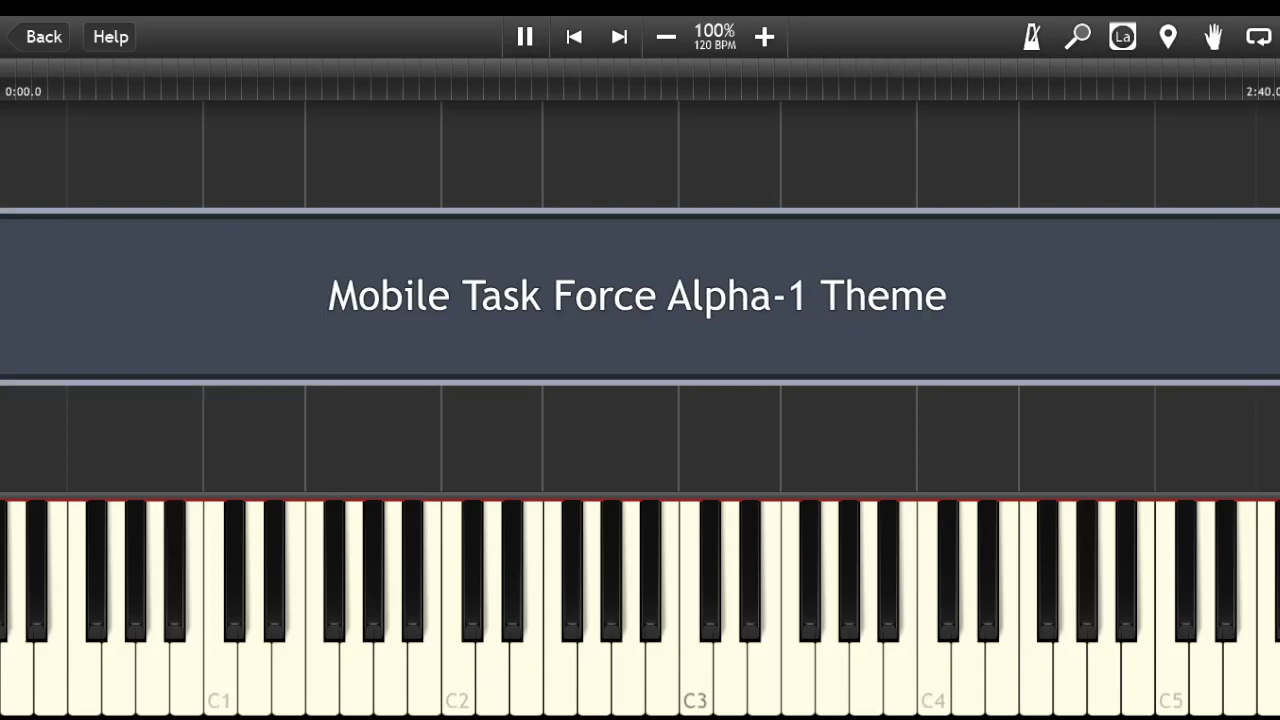 Back Help 100% La
120 BPM
0:00,0 2:40.0
Mobile Task Force Alpha-1 Theme
C1 C2 C3 C4 C5